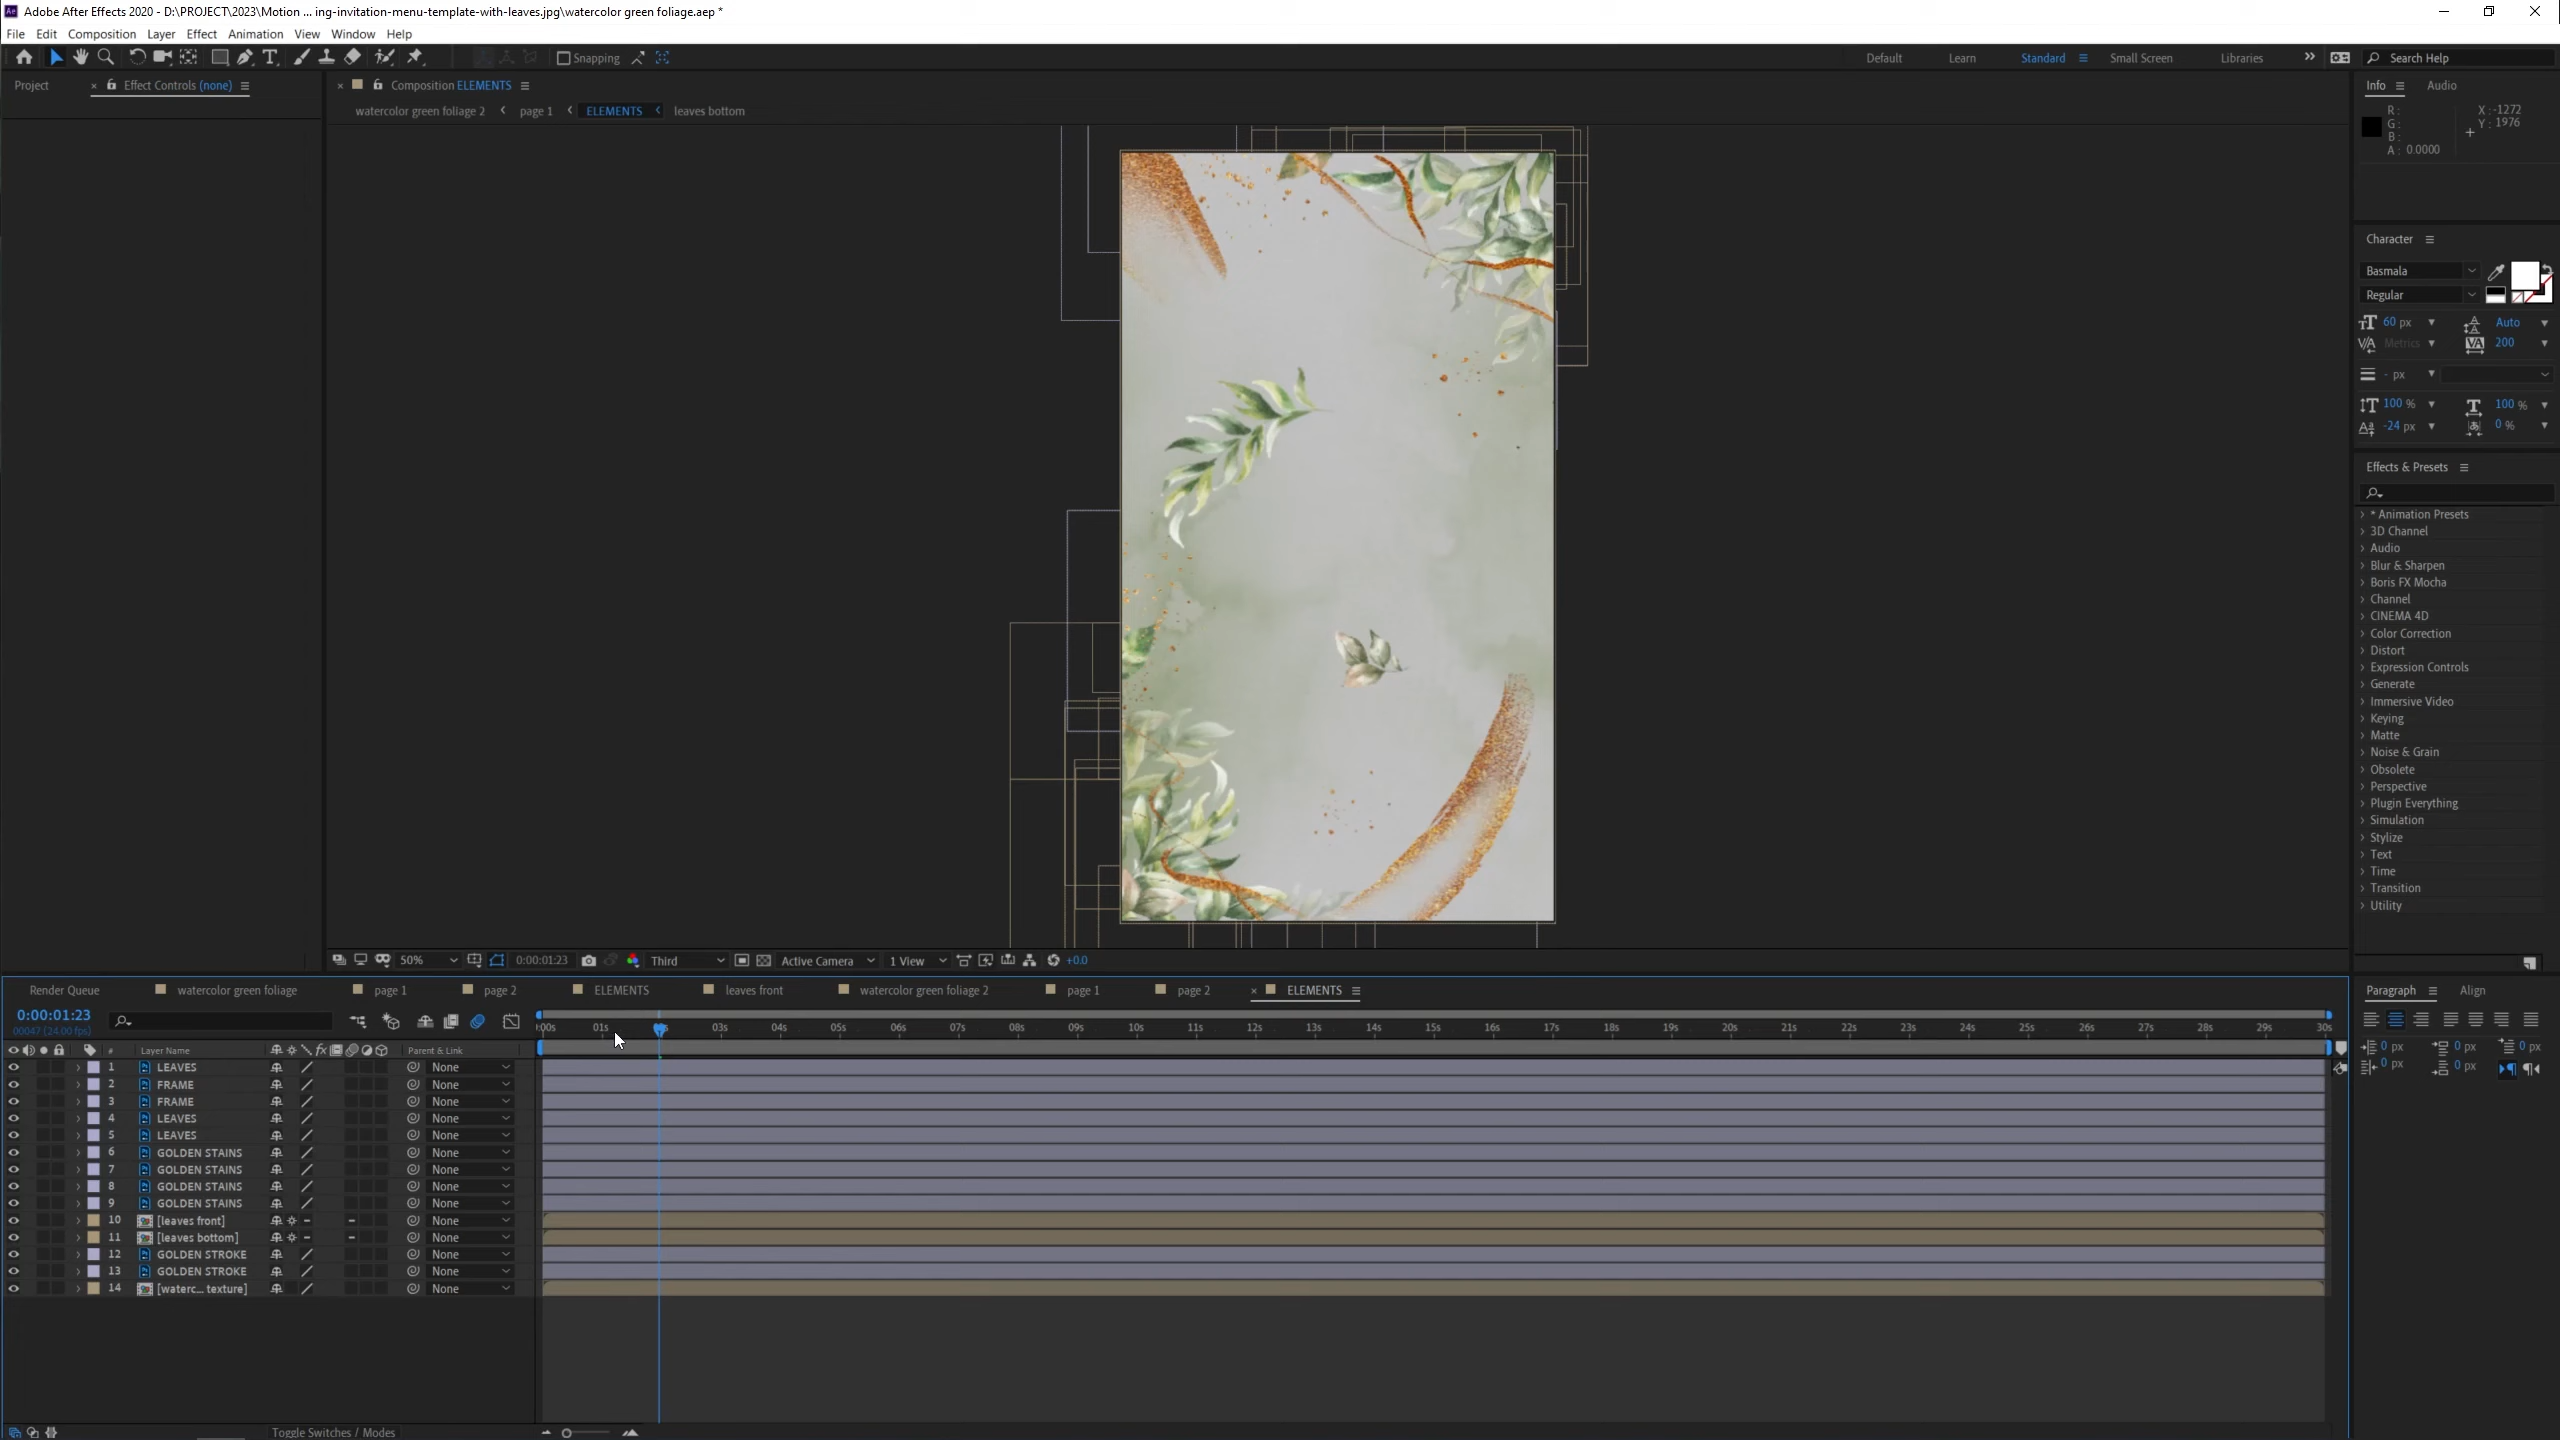 Adobe After Effects 2020 - D:\PROJECT\2023\Motion ... ing-invitation-menu-template-with-leaves.jpg\watercolor green foliage.aep *
File Edit Composition Layer Effect Animation View Window Help
Snapping
Default Learn Standard Small Screen Libraries Search Help
Project Effect Controls (none)
Composition ELEMENTS
watercolor green foliage 2 page 1 ELEMENTS leaves bottom
Info Audio
R: X: -1272
G: Y: 1976
B:
A: 0.0000
Character
Basmala
Regular
60 px Auto
Metrics 200
- px
100 % 100 %
-24 px 0 %
Effects & Presets
* Animation Presets
3D Channel
Audio
Blur & Sharpen
Boris FX Mocha
Channel
CINEMA 4D
Color Correction
Distort
Expression Controls
Generate
Immersive Video
Keying
Matte
Noise & Grain
Obsolete
Perspective
Plugin Everything
Simulation
Stylize
Text
Time
Transition
Utility
50% 0:00:01:23 Third Active Camera 1 View +0.0
Render Queue watercolor green foliage page 1 page 2 ELEMENTS leaves front watercolor green foliage 2 page 1 page 2 ELEMENTS
0:00:01:23
00047 (24.00 fps)
:00s 01s 03s 04s 05s 06s 07s 08s 09s 10s 11s 12s 13s 14s 15s 16s 17s 18s 19s 20s 21s 22s 23s 24s 25s 26s 27s 28s 29s 30s
# Layer Name Parent & Link
1 LEAVES None
2 FRAME None
3 FRAME None
4 LEAVES None
5 LEAVES None
6 GOLDEN STAINS None
7 GOLDEN STAINS None
8 GOLDEN STAINS None
9 GOLDEN STAINS None
10 [leaves front] None
11 [leaves bottom] None
12 GOLDEN STROKE None
13 GOLDEN STROKE None
14 [waterc... texture] None
Toggle Switches / Modes
Paragraph Align
0 px 0 px 0 px
0 px 0 px